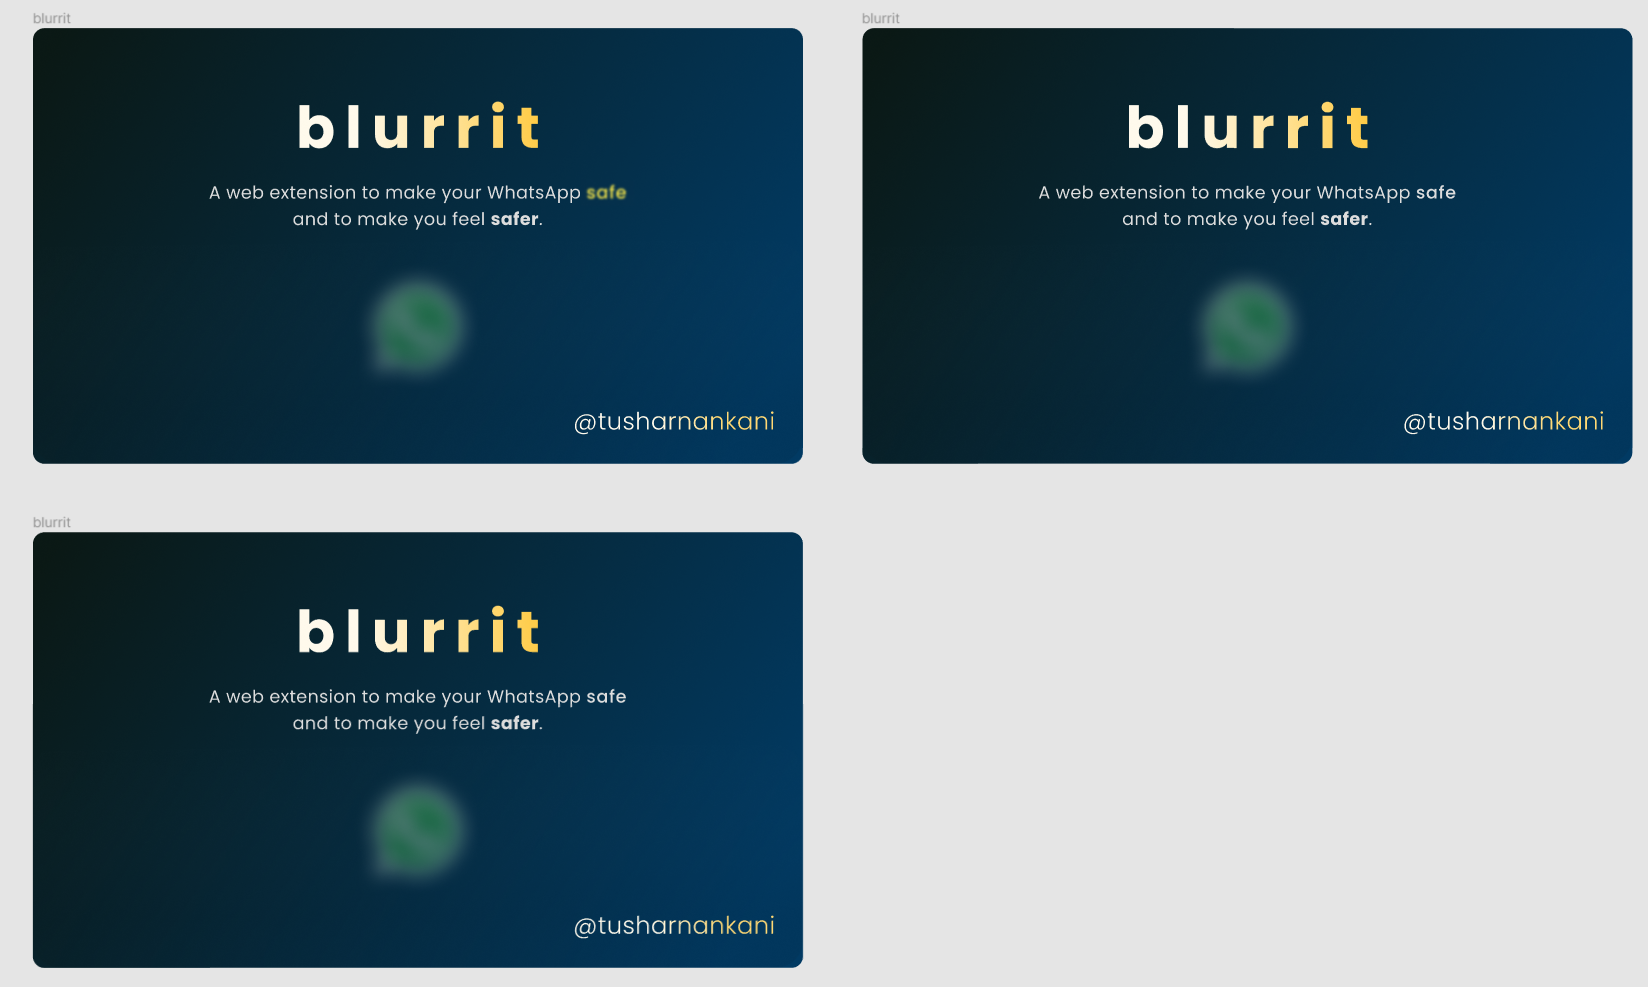 blurrit
blurrit
A web extension to make your WhatsApp safe
and to make you feel safer.
@tusharnankani
blurrit
blurrit
A web extension to make your WhatsApp safe
and to make you feel safer.
@tusharnankani
blurrit
blurrit
A web extension to make your WhatsApp safe
and to make you feel safer.
@tusharnankani